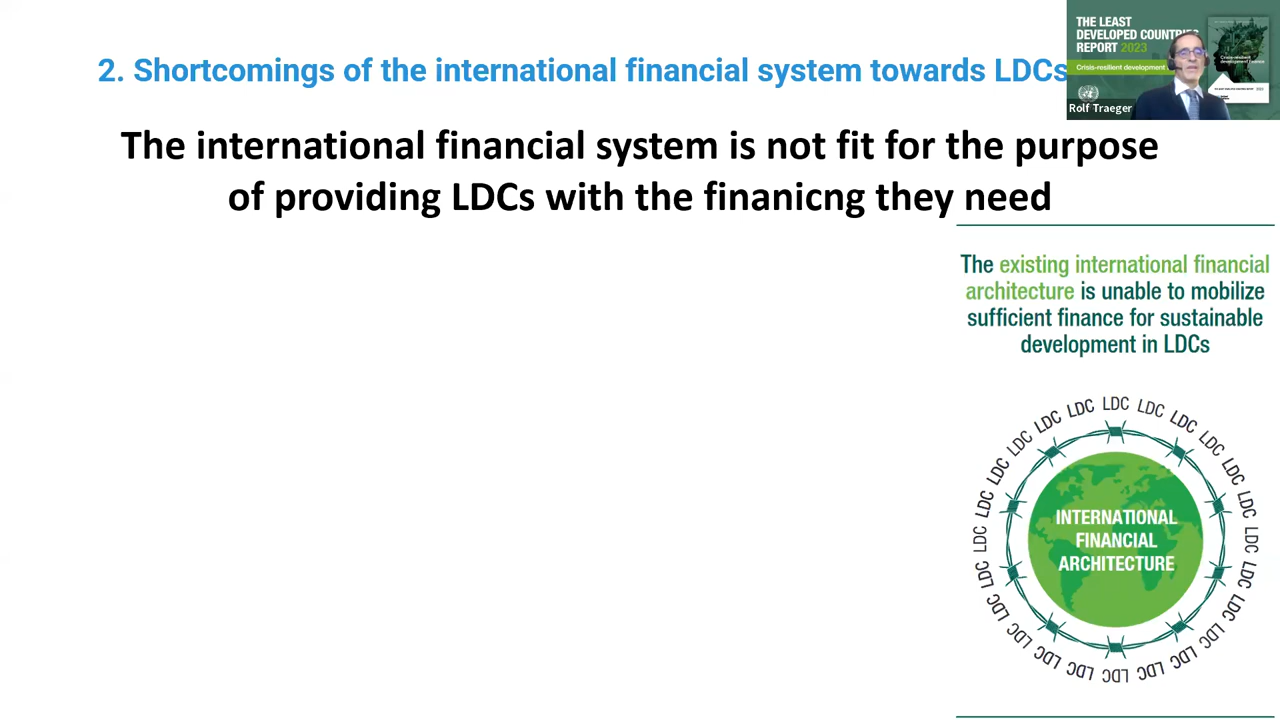 2. Shortcomings of the international financial system towards LDCs
THE LEAST
DEVELOPED COUNTRIES
REPORT 2023
Crisis-resilient development
Rolf Traeger
The international financial system is not fit for the purpose
of providing LDCs with the finanicng they need
The existing international financial
architecture is unable to mobilize
sufficient finance for sustainable
development in LDCs
LDC LDC LDC LDC LDC LDC LDC LDC LDC LDC LDC LDC LDC LDC LDC LDC LDC LDC LDC LDC LDC LDC LDC LDC
INTERNATIONAL
FINANCIAL
ARCHITECTURE